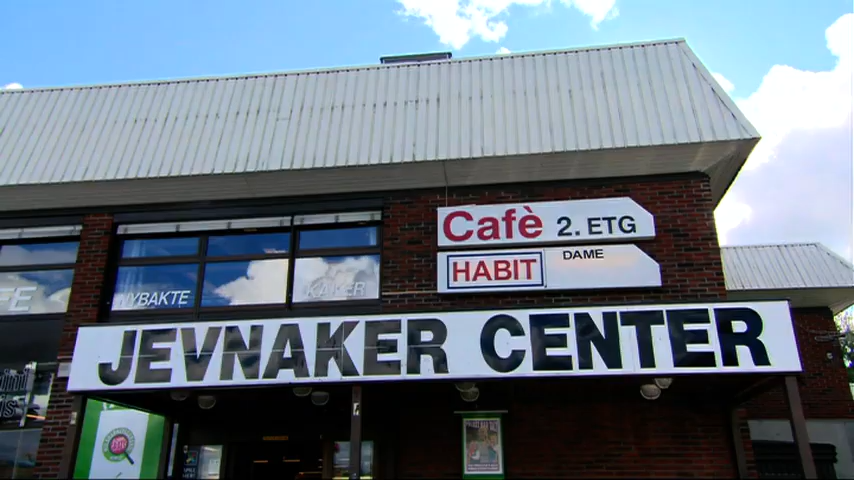 Cafè 2. ETG
HABIT DAME
NYBAKTE KAKER
JEVNAKER CENTER